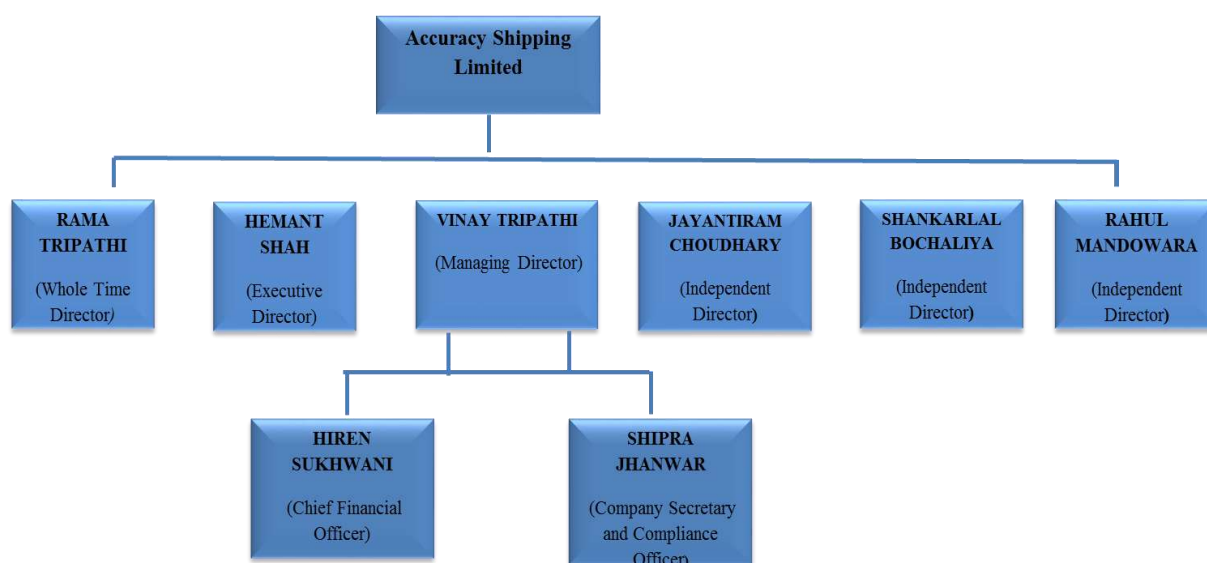 Accuracy Shipping
Limited
RAMA
TRIPATHI
(Whole Time
Director)
HEMANT
SHAH
(Executive
Director)
VINAY TRIPATHI
(Managing Director)
JAYANTIRAM
CHOUDHARY
(Independent
Director)
SHANKARLAL
BOCHALIYA
(Independent
Director)
RAHUL
MANDOWARA
(Independent
Director)
HIREN
SUKHWANI
(Chief Financial
Officer)
SHIPRA
JHANWAR
(Company Secretary
and Compliance
Officer)